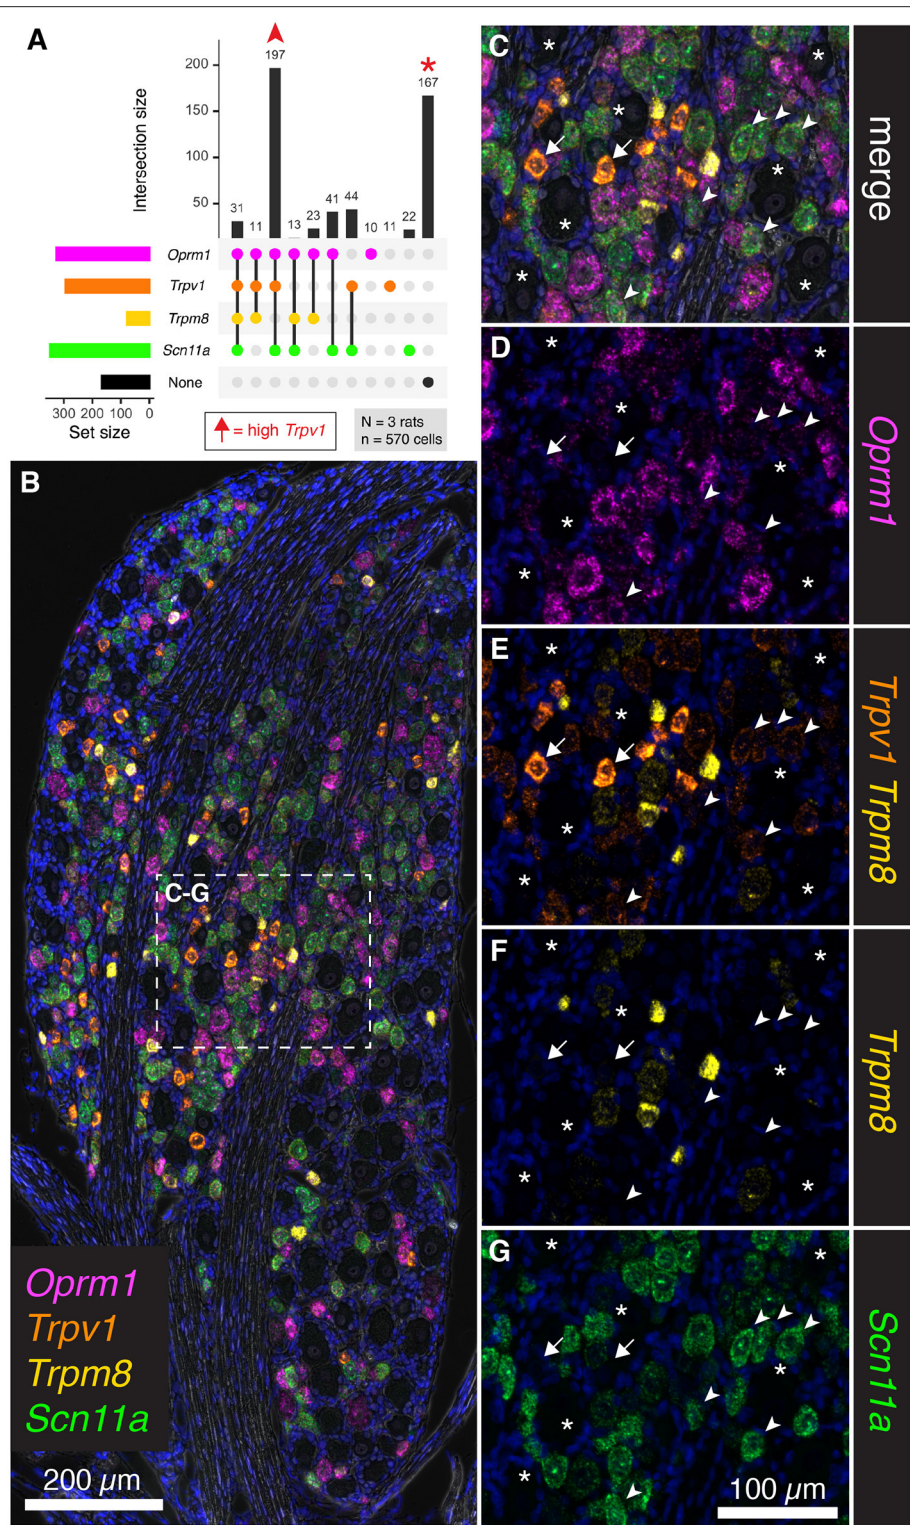 A
Intersection size
200
150
100
50
197
167
31
11
13
23
41
44
10
11
22
Oprm1
Trpv1
Trpm8
Scn11a
None
300 200 100 0
Set size
= high Trpv1
N = 3 rats
n = 570 cells
B
C-G
Oprm1
Trpv1
Trpm8
Scn11a
200 µm
C
merge
D
Oprm1
E
Trpv1 Trpm8
F
Trpm8
G
Scn11a
100 µm